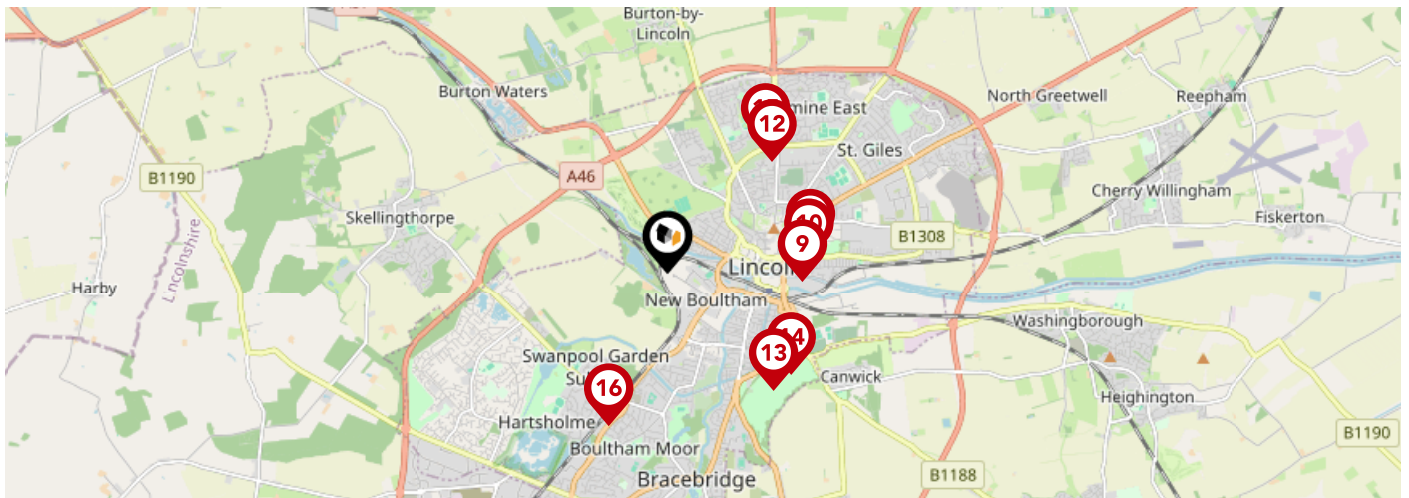 Burton-by-
Lincoln
Burton Waters
North Greetwell
Reepham
mine East
12
St. Giles
A46
B1190
Cherry Willingham
Skellingthorpe
Fiskerton
10
B1308
9
Lincolnshire
Lincoln
Harby
New Boultham
Washingborough
14
13
Swanpool Garden
Canwick
16
Heighington
Hartsholme
B1190
Boultham Moor
Bracebridge
B1188